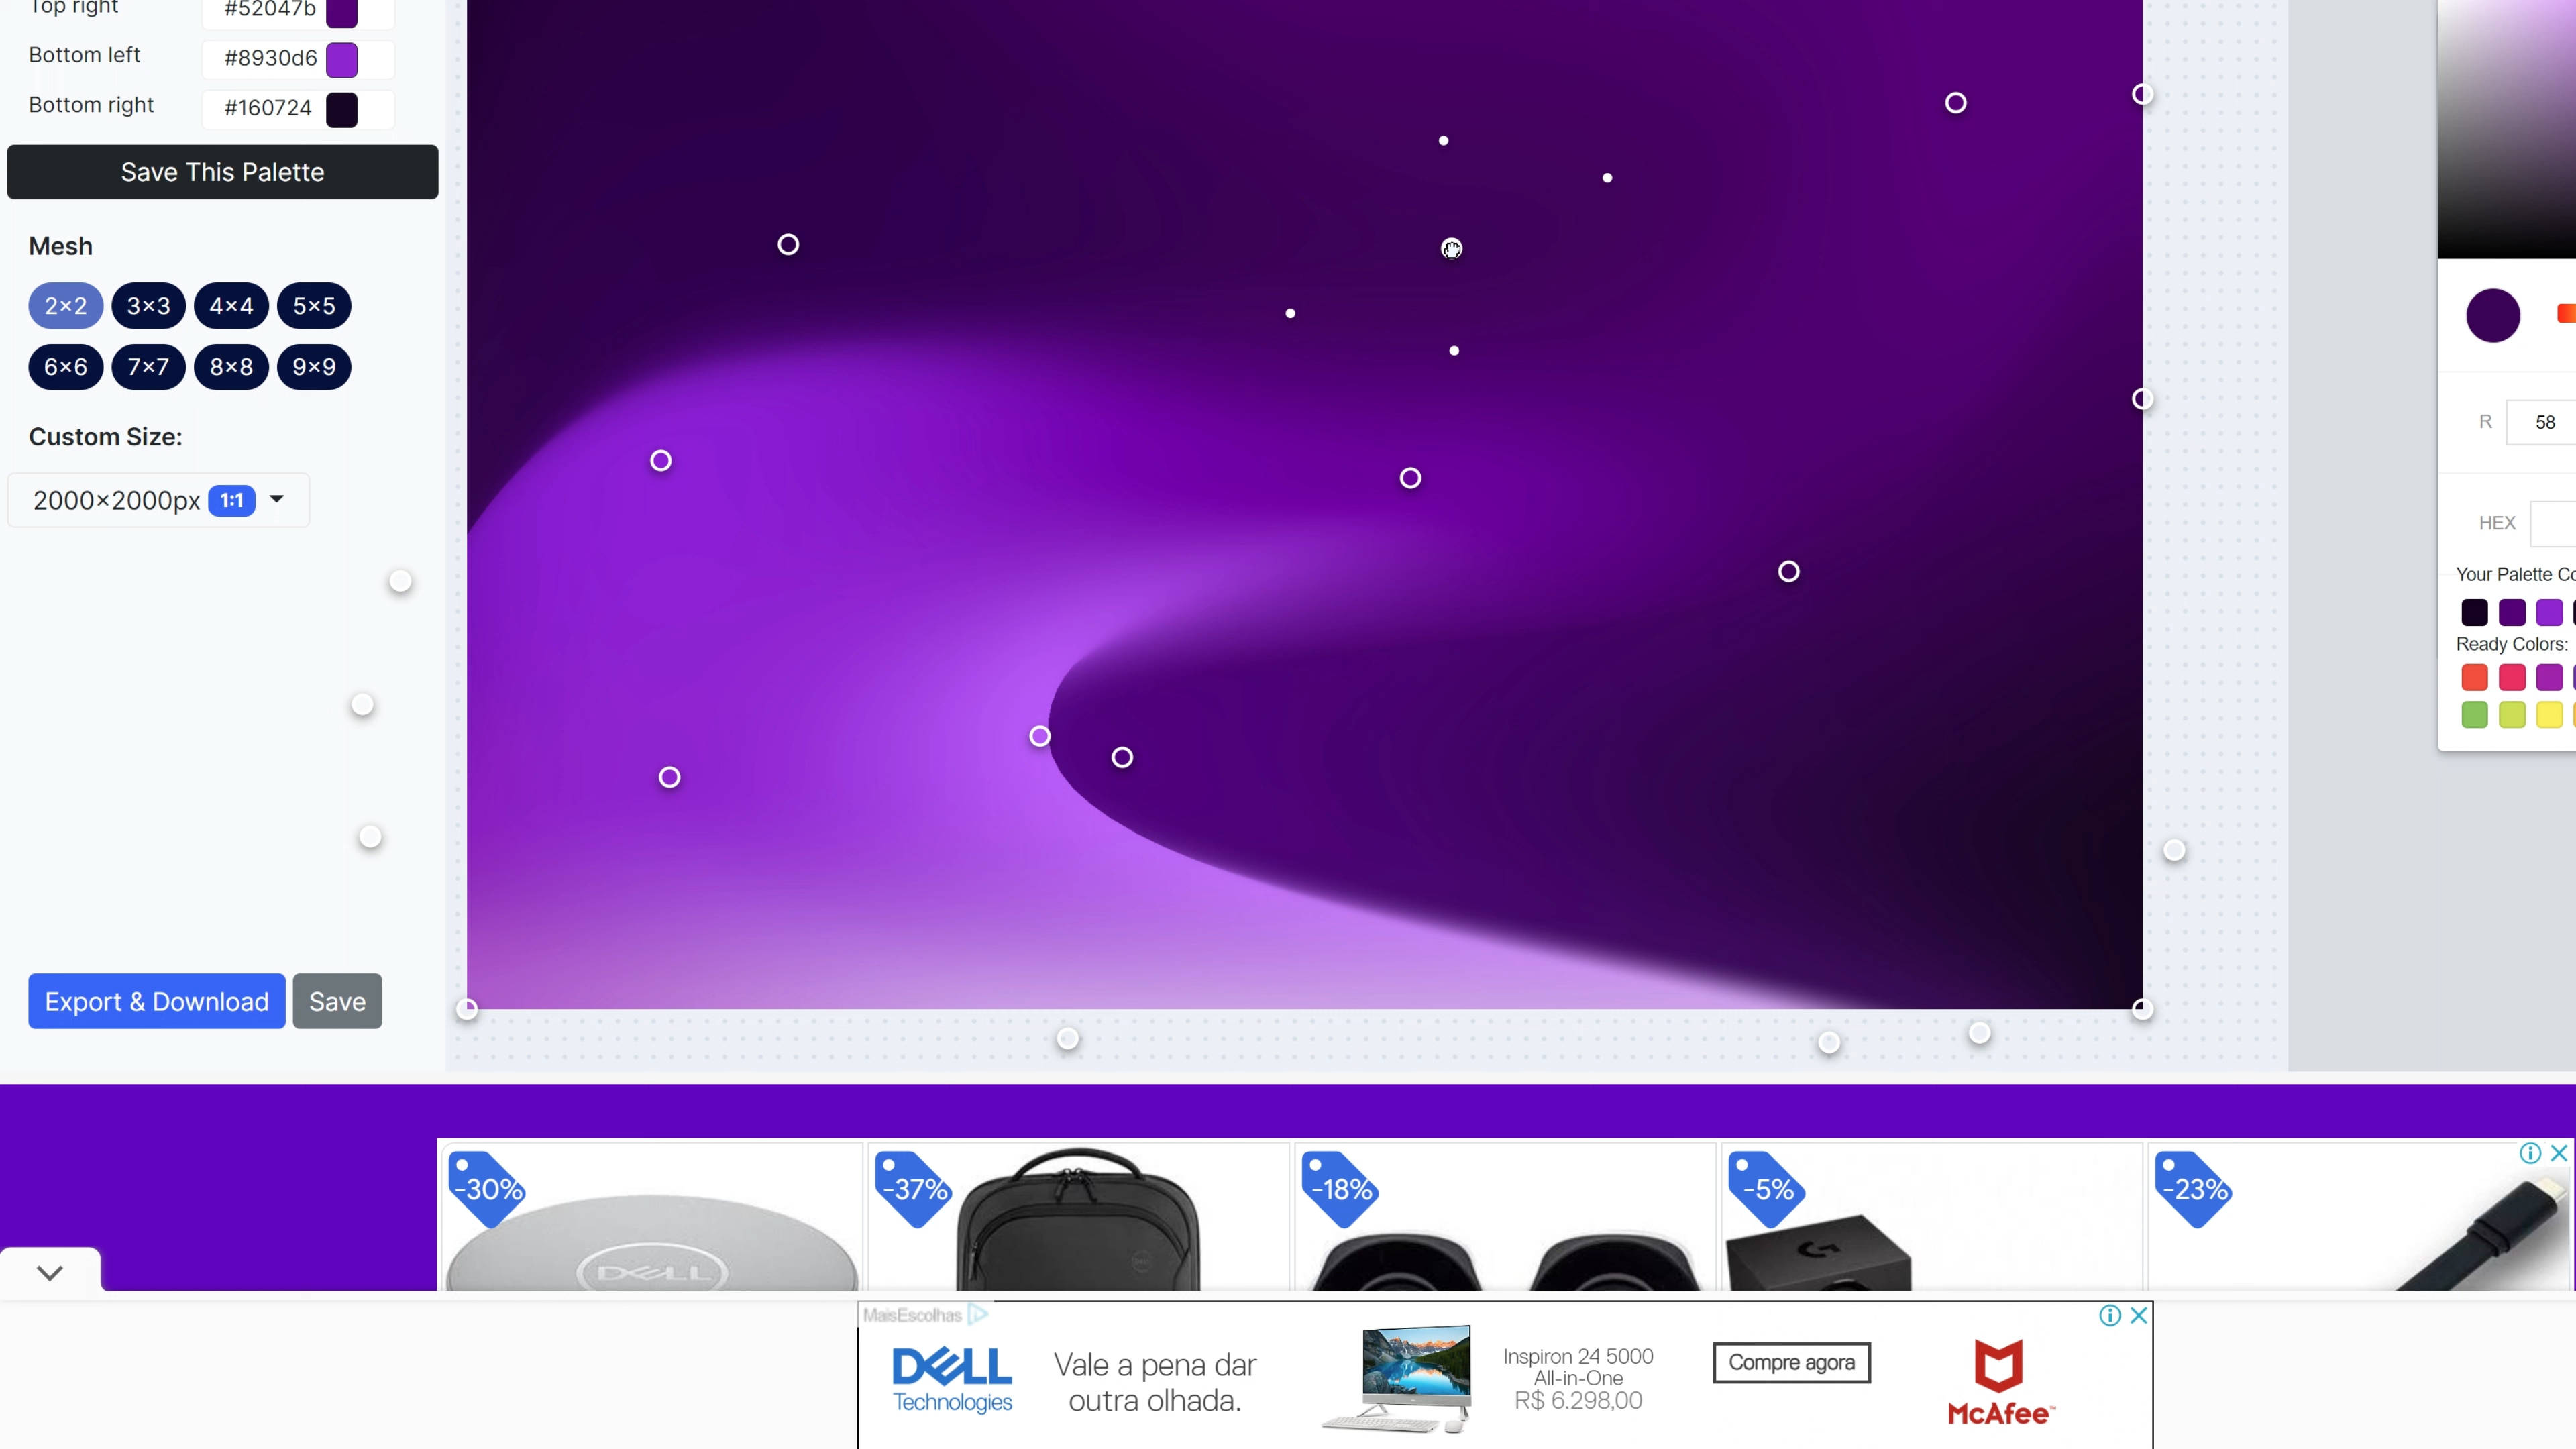 Top right
#52047b
Bottom left
#8930d6
Bottom right
#160724
Save This Palette
Mesh
2×2 3×3 4×4 5×5
6×6 7×7 8×8 9×9
Custom Size:
2000×2000px 1:1
Export & Download
Save
R 58
HEX
Your Palette Co
Ready Colors:
-30%
-37%
-18%
-5%
-23%
DELL
MaisEscolhas
DELL
Technologies
Vale a pena dar
outra olhada.
Inspiron 24 5000
All-in-One
R$ 6.298,00
Compre agora
McAfee™